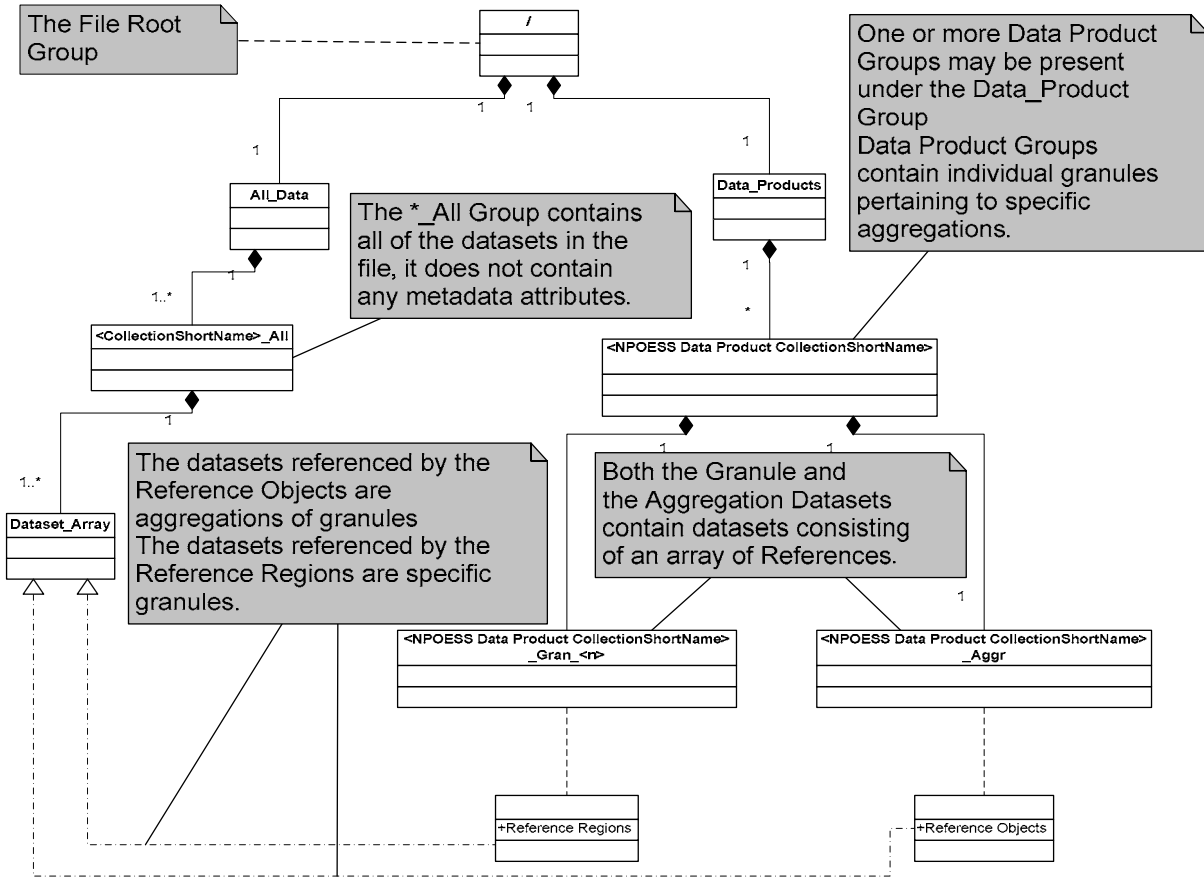 The File Root
Group
/
One or more Data Product
Groups may be present
under the Data_Product
Group
Data Product Groups
contain individual granules
pertaining to specific
aggregations.
1
1
1
1
All_Data
Data_Products
The *_All Group contains
all of the datasets in the
file, it does not contain
any metadata attributes.
1
1
1..*
*
<CollectionShortName>_All
<NPOESS Data Product CollectionShortName>
1
1
1
The datasets referenced by the
Reference Objects are
aggregations of granules
The datasets referenced by the
Reference Regions are specific
granules.
Both the Granule and
the Aggregation Datasets
contain datasets consisting
of an array of References.
1..*
Dataset_Array
1
<NPOESS Data Product CollectionShortName>
_Gran_<n>
<NPOESS Data Product CollectionShortName>
_Aggr
+Reference Regions
+Reference Objects